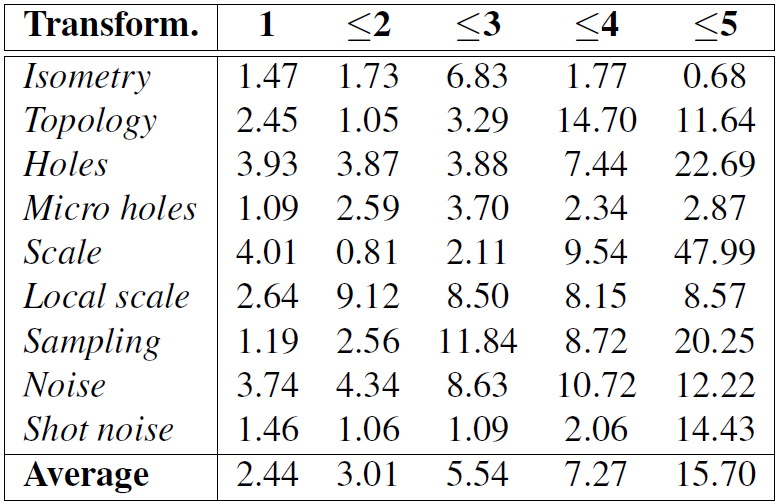 Transform. 1 ≤2 ≤3 ≤4 ≤5
Isometry 1.47 1.73 6.83 1.77 0.68
Topology 2.45 1.05 3.29 14.70 11.64
Holes 3.93 3.87 3.88 7.44 22.69
Micro holes 1.09 2.59 3.70 2.34 2.87
Scale 4.01 0.81 2.11 9.54 47.99
Local scale 2.64 9.12 8.50 8.15 8.57
Sampling 1.19 2.56 11.84 8.72 20.25
Noise 3.74 4.34 8.63 10.72 12.22
Shot noise 1.46 1.06 1.09 2.06 14.43
Average 2.44 3.01 5.54 7.27 15.70